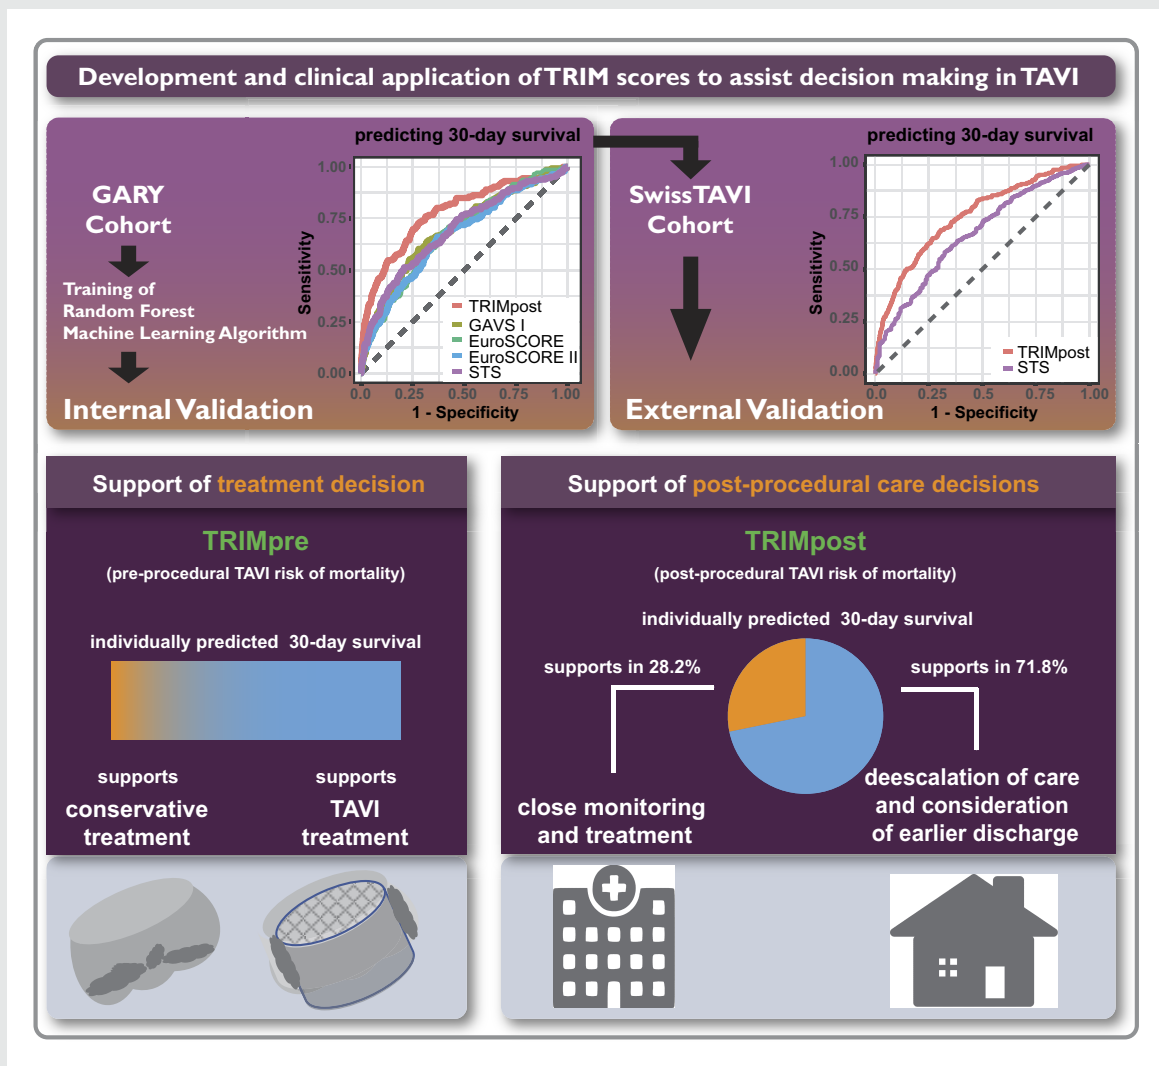 Development and clinical application of TRIM scores to assist decision making in TAVI
predicting 30-day survival
GARY
Cohort
Training of
Random Forest
Machine Learning Algorithm
Internal Validation
Sensitivity
1.00
0.75
0.50
0.25
0.00
TRIMpost
GAVS I
EuroSCORE
EuroSCORE II
STS
0.0 0.25 0.50 0.75 1.00
1 - Specificity
predicting 30-day survival
SwissTAVI
Cohort
External Validation
Sensitivity
1.00
0.75
0.50
0.25
0.00
TRIMpost
STS
0.0 0.25 0.5 0.75 1.00
1 - Specificity
Support of treatment decision
TRIMpre
(pre-procedural TAVI risk of mortality)
individually predicted 30-day survival
supports
conservative
treatment
supports
TAVI
treatment
Support of post-procedural care decisions
TRIMpost
(post-procedural TAVI risk of mortality)
individually predicted 30-day survival
supports in 28.2%
close monitoring
and treatment
supports in 71.8%
deescalation of care
and consideration
of earlier discharge